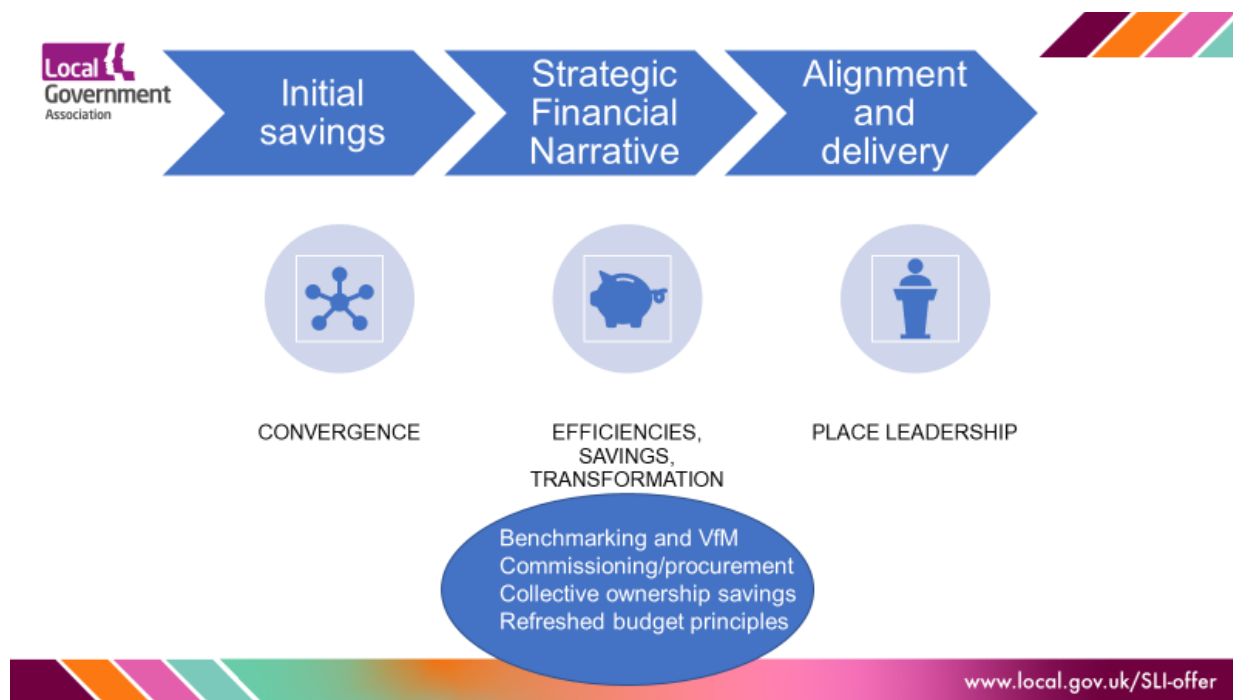 Local
Government
Association
Initial
savings
Strategic
Financial
Narrative
Alignment
and
delivery
CONVERGENCE
EFFICIENCIES,
SAVINGS,
TRANSFORMATION
PLACE LEADERSHIP
Benchmarking and VfM
Commissioning/procurement
Collective ownership savings
Refreshed budget principles
www.local.gov.uk/SLI-offer